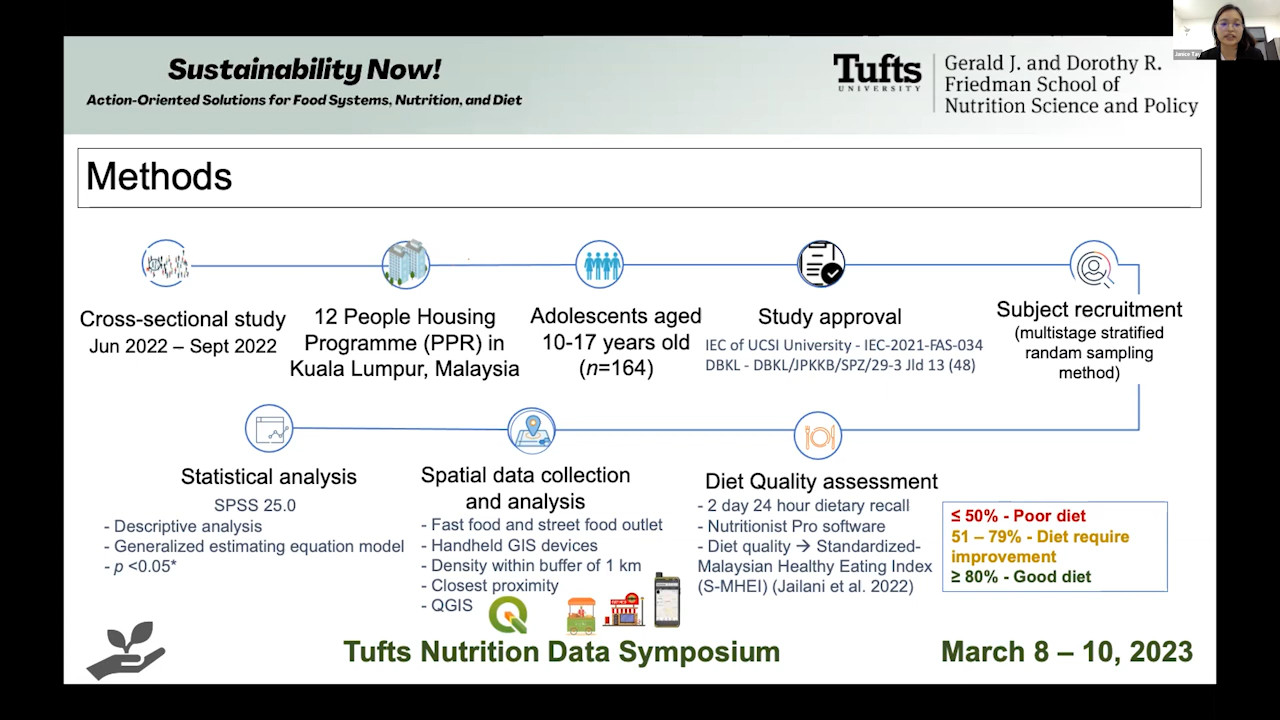 Sustainability Now!
Action-Oriented Solutions for Food Systems, Nutrition, and Diet
Tufts
UNIVERSITY
Gerald J. and Dorothy R.
Friedman School of
Nutrition Science and Policy
Methods
Cross-sectional study
Jun 2022 – Sept 2022
12 People Housing
Programme (PPR) in
Kuala Lumpur, Malaysia
Adolescents aged
10-17 years old
(n=164)
Study approval
IEC of UCSI University - IEC-2021-FAS-034
DBKL - DBKL/JPKKB/SPZ/29-3 Jld 13 (48)
Subject recruitment
(multistage stratified
randam sampling
method)
Statistical analysis
SPSS 25.0
- Descriptive analysis
- Generalized estimating equation model
- p <0.05*
Spatial data collection
and analysis
- Fast food and street food outlet
- Handheld GIS devices
- Density within buffer of 1 km
- Closest proximity
- QGIS
Diet Quality assessment
- 2 day 24 hour dietary recall
- Nutritionist Pro software
- Diet quality → Standardized-
Malaysian Healthy Eating Index
(S-MHEI) (Jailani et al. 2022)
≤ 50% - Poor diet
51 – 79% - Diet require
improvement
≥ 80% - Good diet
Tufts Nutrition Data Symposium
March 8 – 10, 2023